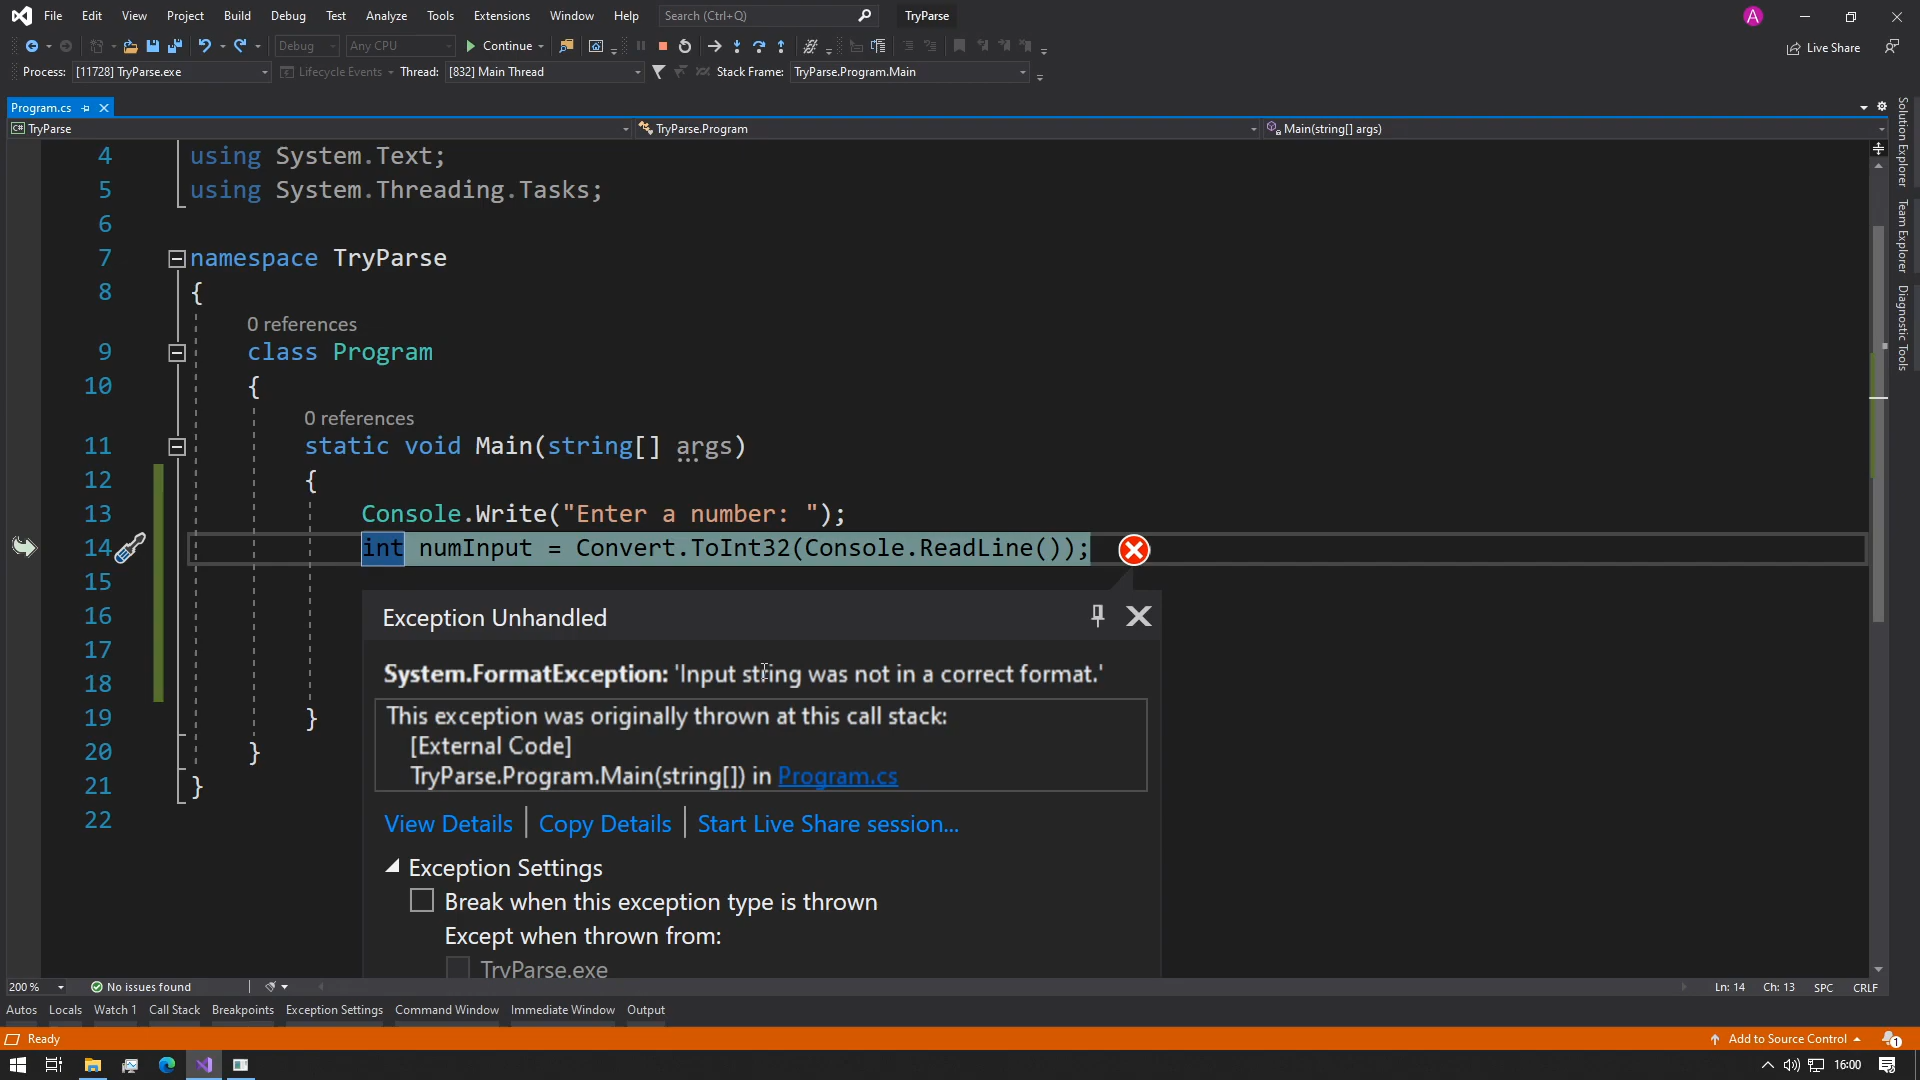 File Edit View Project Build Debug Test Analyze Tools Extensions Window Help Search (Ctrl+Q) TryParse A
Debug Any CPU Continue Live Share
Process: [11728] TryParse.exe Lifecycle Events Thread: [832] Main Thread Stack Frame: TryParse.Program.Main
Program.cs
C# TryParse TryParse.Program Main(string[] args)
4 using System.Text;
5 using System.Threading.Tasks;
6
7 namespace TryParse
8 {
0 references
9 class Program
10 {
0 references
11 static void Main(string[] args)
12 {
13 Console.Write("Enter a number: ");
14 int numInput = Convert.ToInt32(Console.ReadLine());
15
16
17
18
19 }
20 }
21 }
22
Exception Unhandled
System.FormatException: 'Input string was not in a correct format.'
This exception was originally thrown at this call stack:
[External Code]
TryParse.Program.Main(string[]) in Program.cs
View Details | Copy Details | Start Live Share session...
Exception Settings
Break when this exception type is thrown
Except when thrown from:
TryParse.exe
Solution Explorer
Team Explorer
Diagnostic Tools
200 % No issues found Ln: 14 Ch: 13 SPC CRLF
Autos Locals Watch 1 Call Stack Breakpoints Exception Settings Command Window Immediate Window Output
Ready Add to Source Control 1
16:00